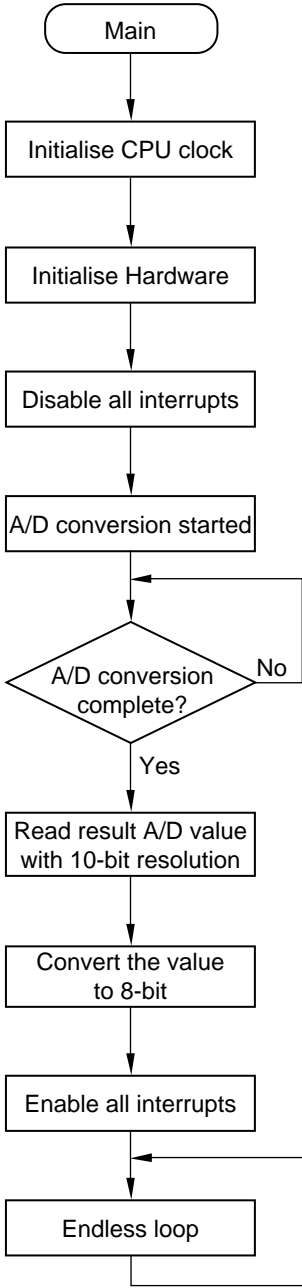 Main
Initialise CPU clock
Initialise Hardware
Disable all interrupts
A/D conversion started
A/D conversion
complete?
No
Yes
Read result A/D value
with 10-bit resolution
Convert the value
to 8-bit
Enable all interrupts
Endless loop